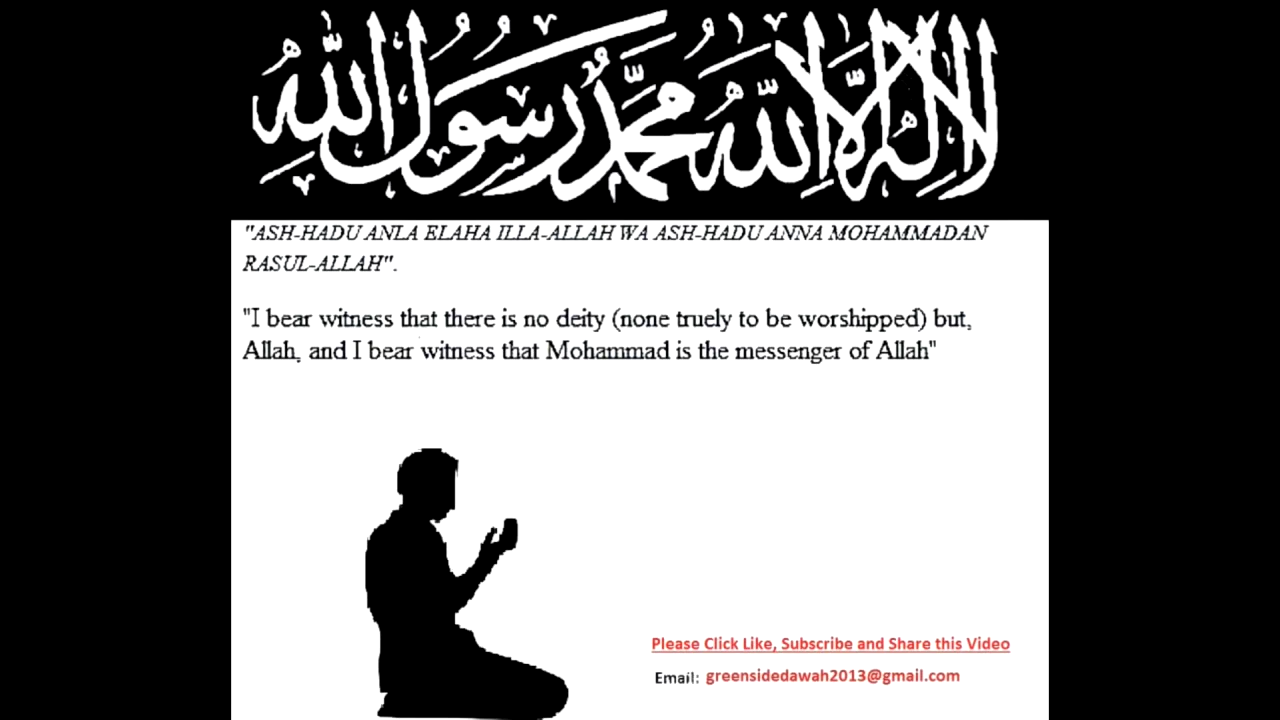 لا إله إلا الله محمد رسول الله
"ASH-HADU ANLA ELAHA ILLA-ALLAH WA ASH-HADU ANNA MOHAMMADAN
RASUL-ALLAH".
"I bear witness that there is no deity (none truely to be worshipped) but,
Allah, and I bear witness that Mohammad is the messenger of Allah"
Please Click Like, Subscribe and Share this Video
Email: greensidedawah2013@gmail.com